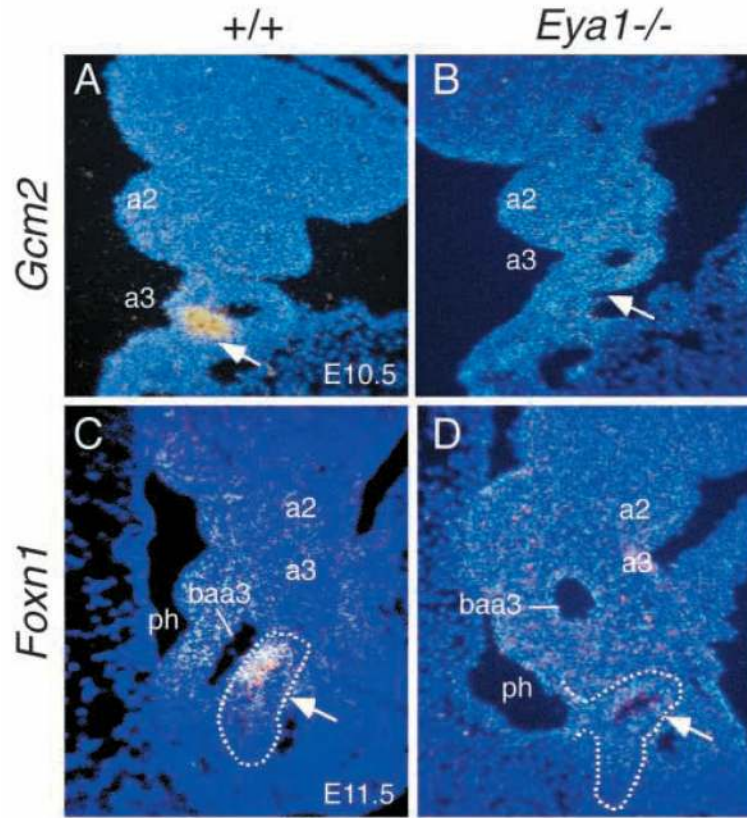 +/+ Eya1-/-
Gcm2
A
a2
a3
E10.5
B
a2
a3
Foxn1
C
a2
a3
baa3
ph
E11.5
D
a2
a3
baa3
ph